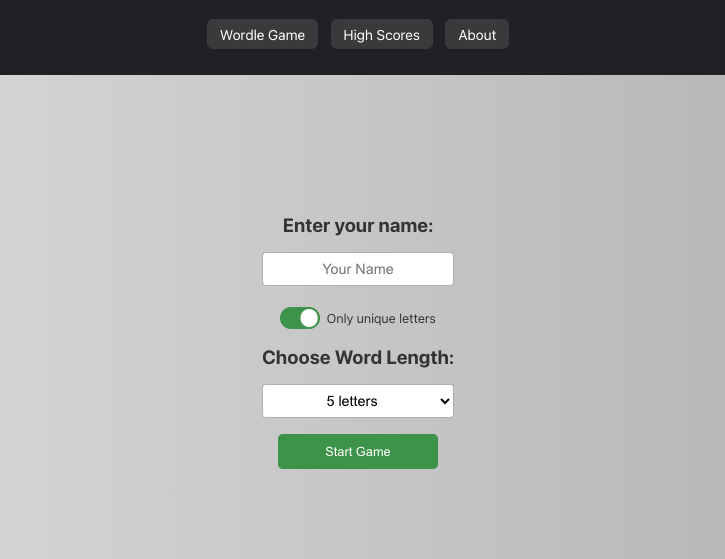 Wordle Game High Scores About
Enter your name:
Your Name
Only unique letters
Choose Word Length:
5 letters
Start Game